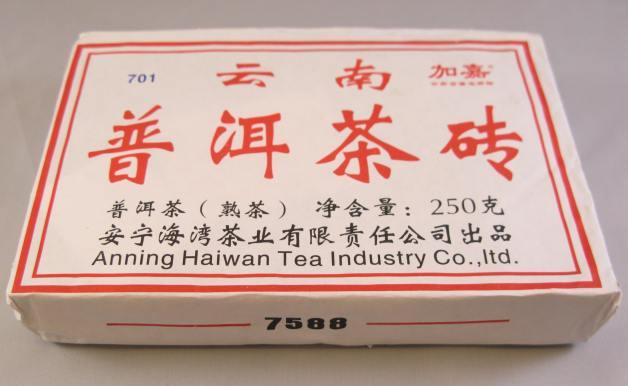 701 云南 加嘉
普洱茶砖
普洱茶（熟茶） 净含量：250克
安宁海湾茶业有限责任公司出品
Anning Haiwan Tea Industry Co.,ltd.
7588